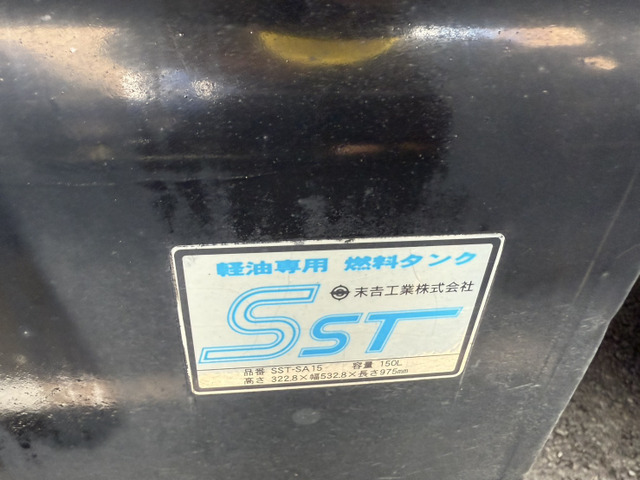 軽油専用 燃料タンク
末吉工業株式会社
SST
品番 SST-SA15 容量 150L
高さ 322.8×幅532.8×長さ975mm